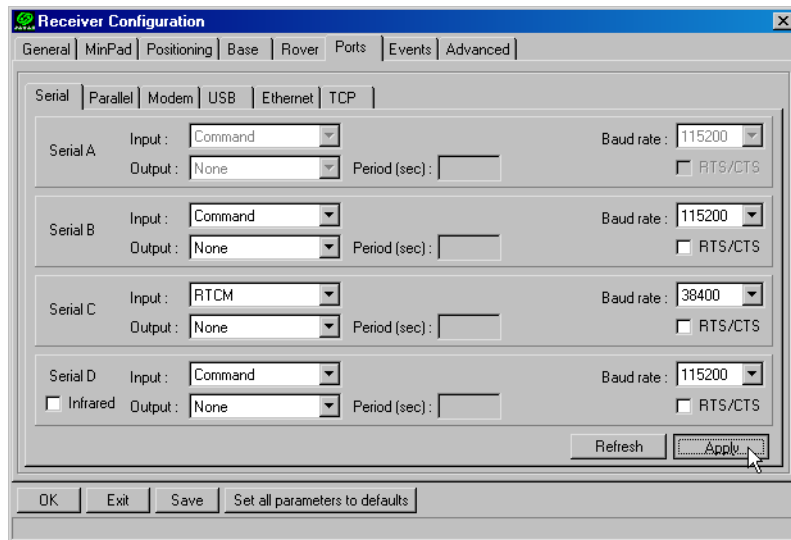 Receiver Configuration
General MinPad Positioning Base Rover Ports Events Advanced
Serial Parallel Modem USB Ethernet TCP
Serial A
Input : Command
Baud rate : 115200
Output : None
Period (sec) :
RTS/CTS
Serial B
Input : Command
Baud rate : 115200
Output : None
Period (sec) :
RTS/CTS
Serial C
Input : RTCM
Baud rate : 38400
Output : None
Period (sec) :
RTS/CTS
Serial D
Input : Command
Baud rate : 115200
Infrared
Output : None
Period (sec) :
RTS/CTS
Refresh Apply
OK Exit Save Set all parameters to defaults